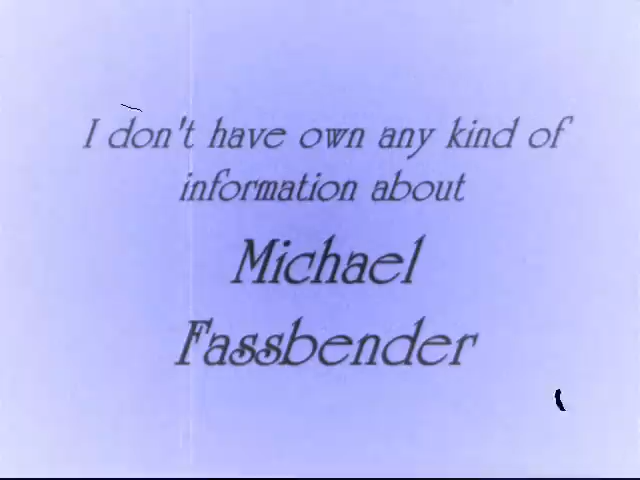 I don't have own any kind of
information about
Michael
Fassbender